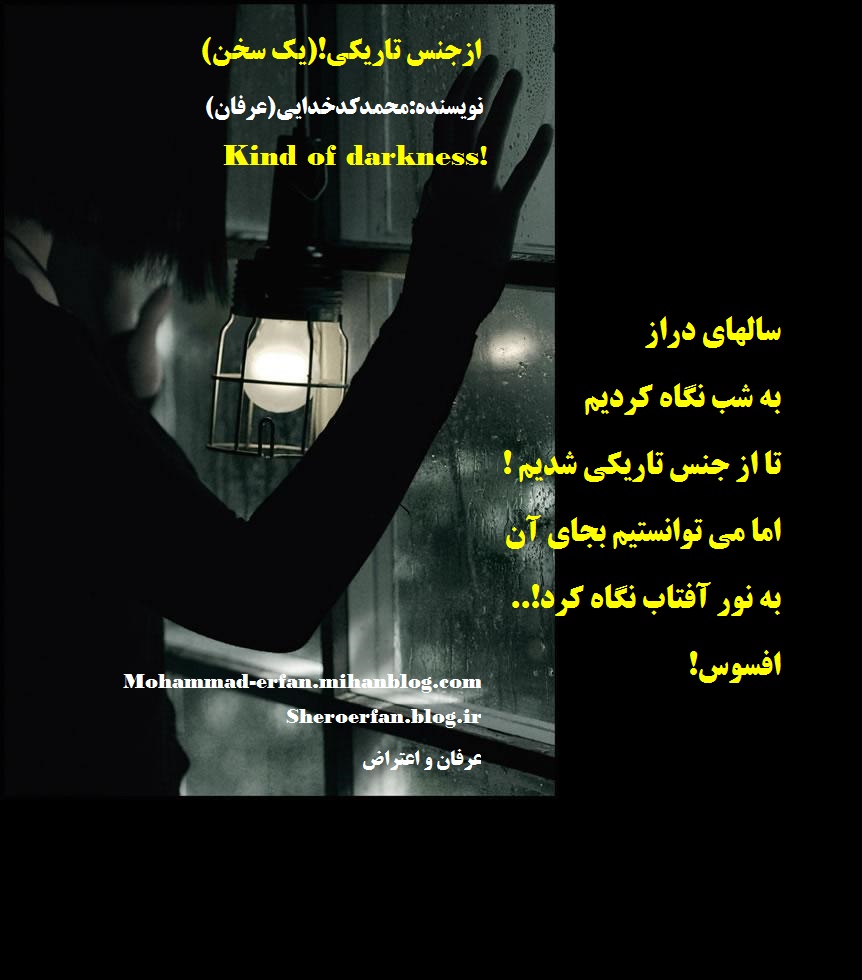 ازجنس تاریکی!(یک سخن)
نویسنده:محمدکدخدایی(عرفان)
Kind of darkness!
سالهای دراز
به شب نگاه کردیم
تا از جنس تاریکی شدیم !
اما می توانستیم بجای آن
به نور آفتاب نگاه کرد!..
افسوس!
Mohammad-erfan.mihanblog.com
Sheroerfan.blog.ir
عرفان و اعتراض